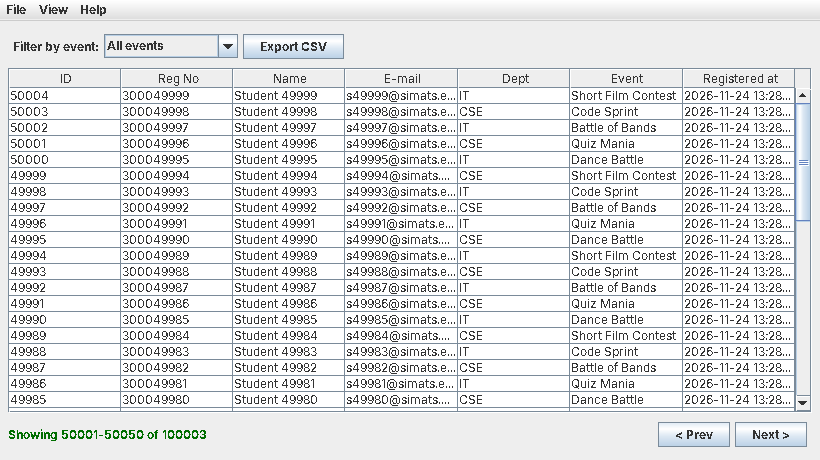 File View Help
Filter by event: All events Export CSV
ID Reg No Name E-mail Dept Event Registered at
50004 300049999 Student 49999 s49999@simats.e... IT Short Film Contest 2026-11-24 13:28...
50003 300049998 Student 49998 s49998@simats.e... CSE Code Sprint 2026-11-24 13:28...
50002 300049997 Student 49997 s49997@simats.e... IT Battle of Bands 2026-11-24 13:28...
50001 300049996 Student 49996 s49996@simats.e... CSE Quiz Mania 2026-11-24 13:28...
50000 300049995 Student 49995 s49995@simats.e... IT Dance Battle 2026-11-24 13:28...
49999 300049994 Student 49994 s49994@simats.... CSE Short Film Contest 2026-11-24 13:28...
49998 300049993 Student 49993 s49993@simats.e... IT Code Sprint 2026-11-24 13:28...
49997 300049992 Student 49992 s49992@simats.e... CSE Battle of Bands 2026-11-24 13:28...
49996 300049991 Student 49991 s49991@simats.e... IT Quiz Mania 2026-11-24 13:28...
49995 300049990 Student 49990 s49990@simats.... CSE Dance Battle 2026-11-24 13:28...
49994 300049989 Student 49989 s49989@simats.e... IT Short Film Contest 2026-11-24 13:28...
49993 300049988 Student 49988 s49988@simats.e... CSE Code Sprint 2026-11-24 13:28...
49992 300049987 Student 49987 s49987@simats.e... IT Battle of Bands 2026-11-24 13:28...
49991 300049986 Student 49986 s49986@simats.e... CSE Quiz Mania 2026-11-24 13:28...
49990 300049985 Student 49985 s49985@simats.e... IT Dance Battle 2026-11-24 13:28...
49989 300049984 Student 49984 s49984@simats.... CSE Short Film Contest 2026-11-24 13:28...
49988 300049983 Student 49983 s49983@simats.e... IT Code Sprint 2026-11-24 13:28...
49987 300049982 Student 49982 s49982@simats.e... CSE Battle of Bands 2026-11-24 13:28...
49986 300049981 Student 49981 s49981@simats.e... IT Quiz Mania 2026-11-24 13:28...
49985 300049980 Student 49980 s49980@simats.... CSE Dance Battle 2026-11-24 13:28...
Showing 50001-50050 of 100003 < Prev Next >